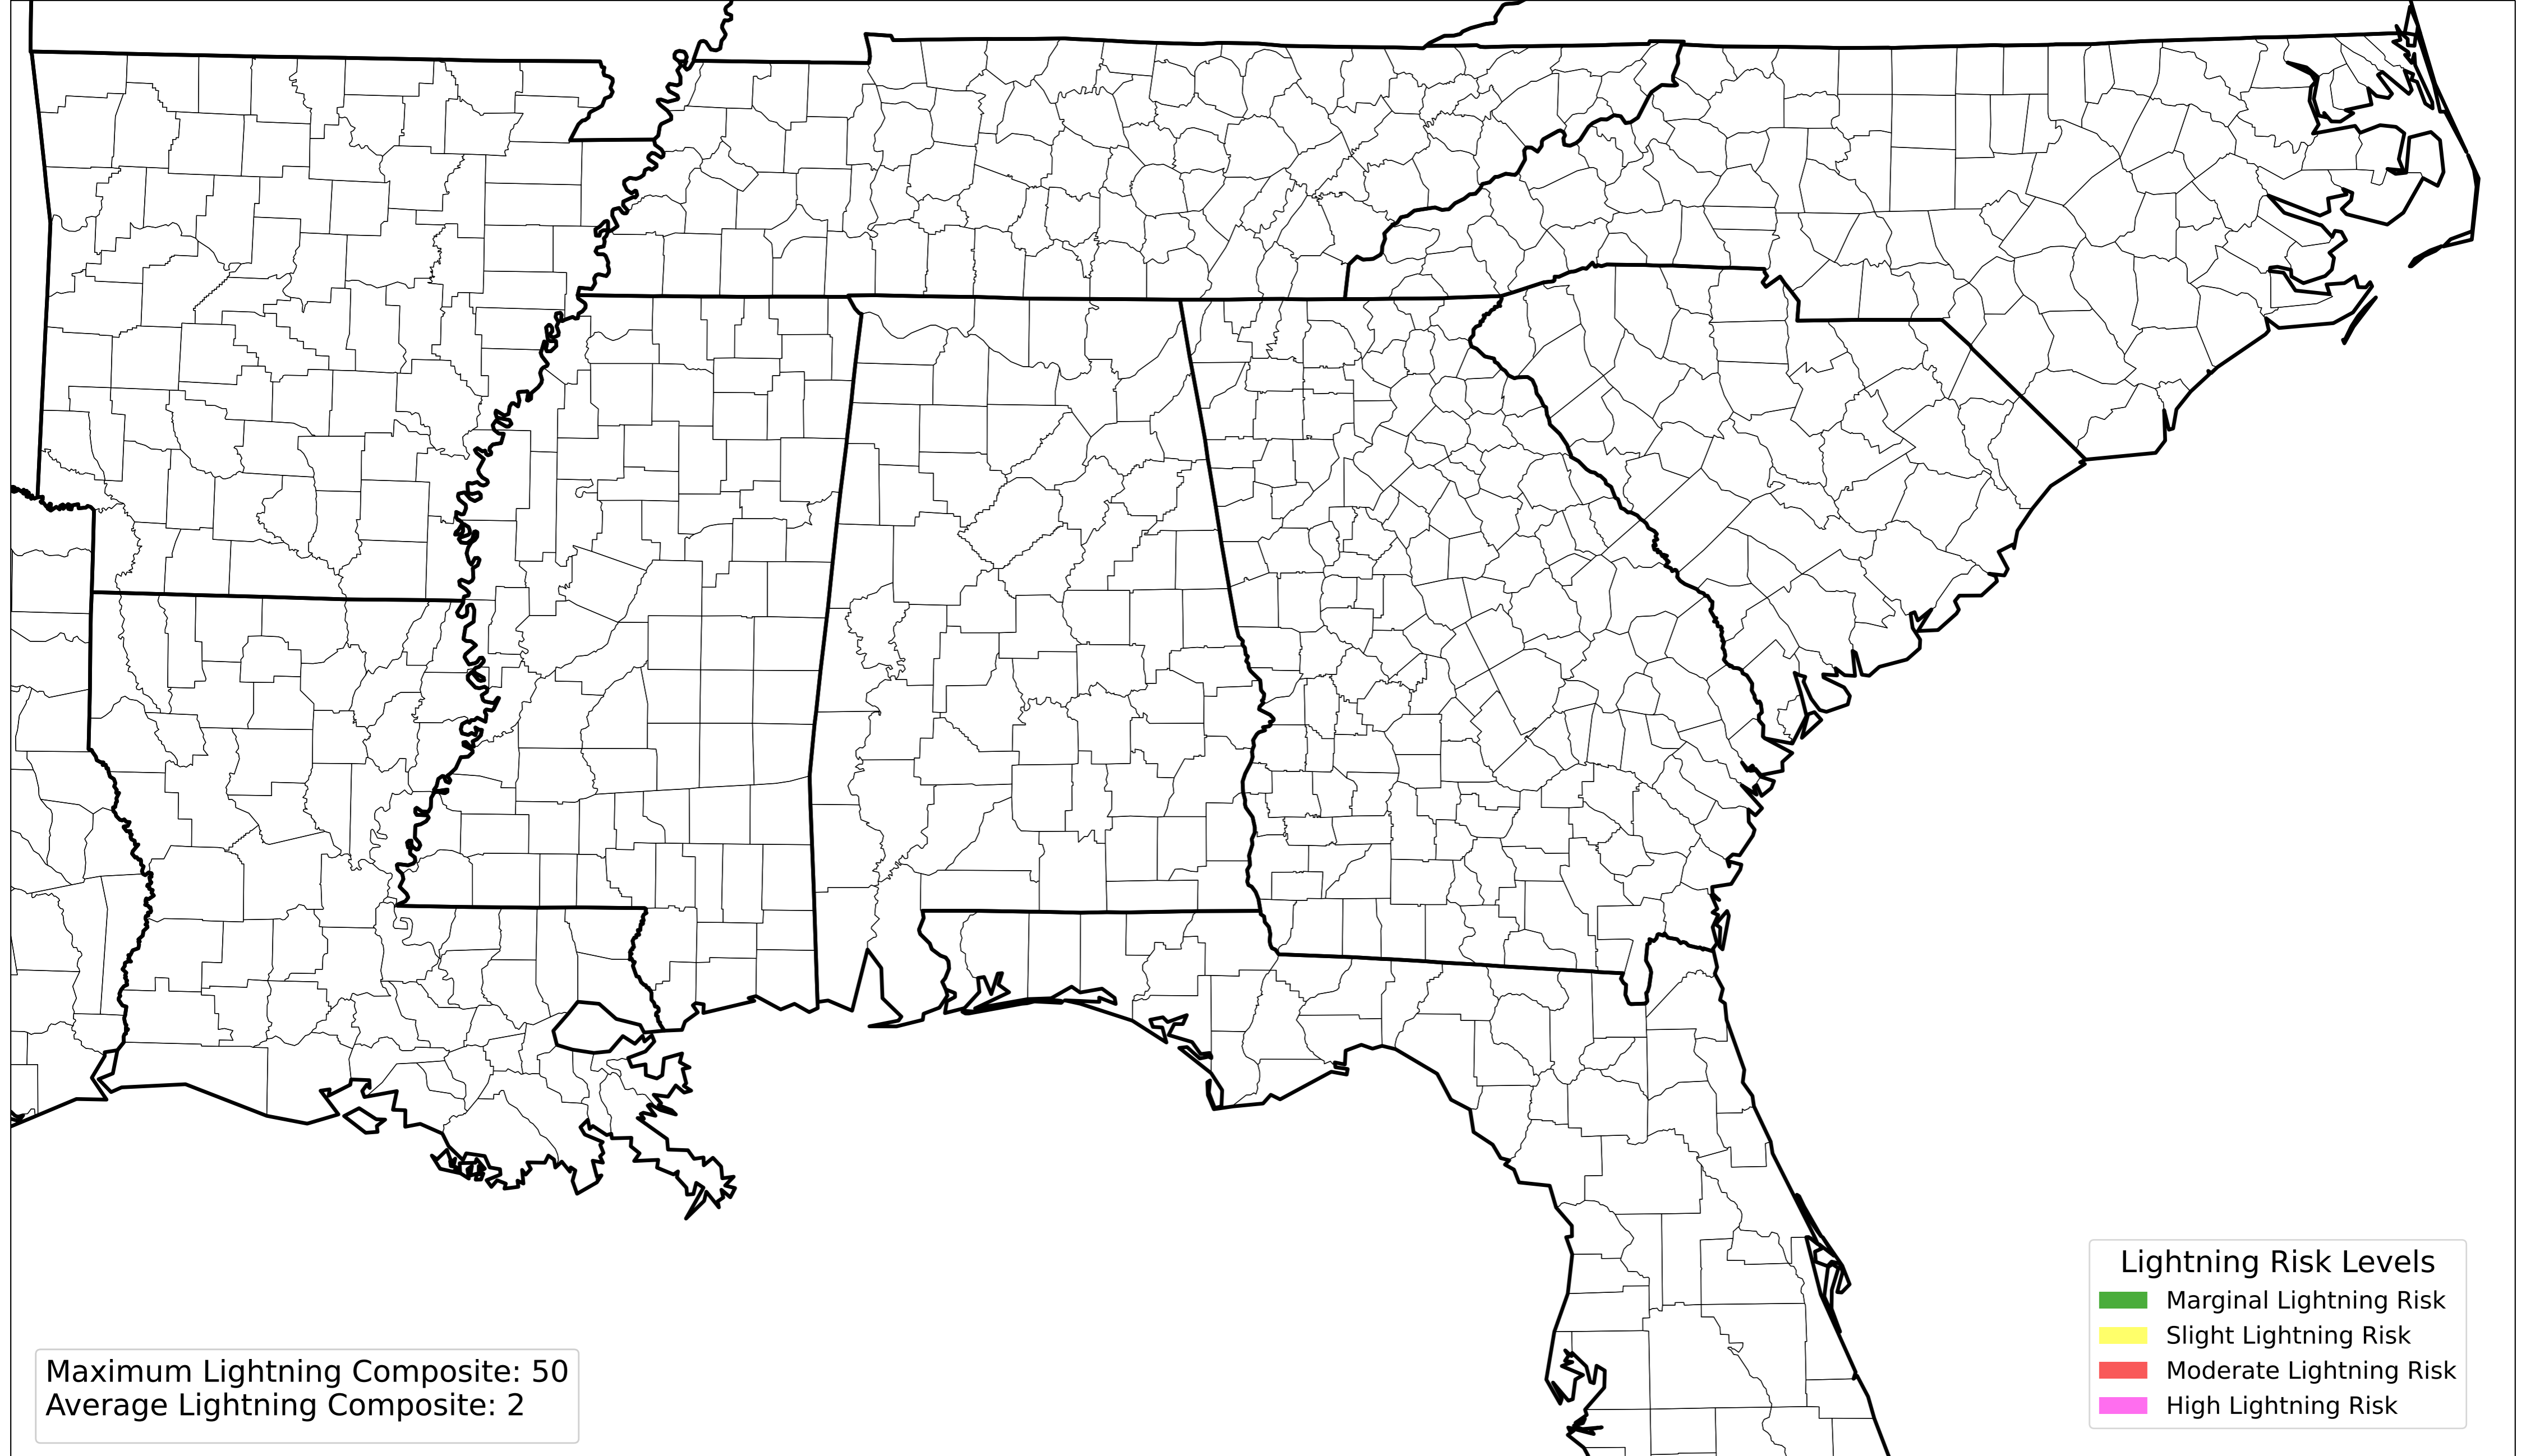 Lightning Risk Levels
Marginal Lightning Risk
Slight Lightning Risk
Moderate Lightning Risk
High Lightning Risk
Maximum Lightning Composite: 50
Average Lightning Composite: 2